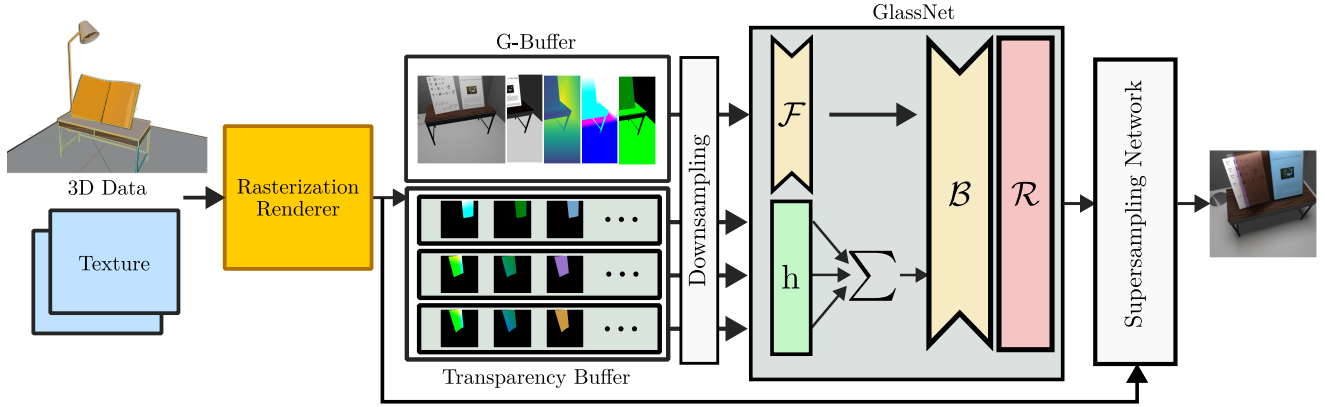 GlassNet
G-Buffer
3D Data
Texture
Rasterization
Renderer
Downsampling
ℱ
h
∑
ℬ
ℛ
Supersampling Network
Transparency Buffer